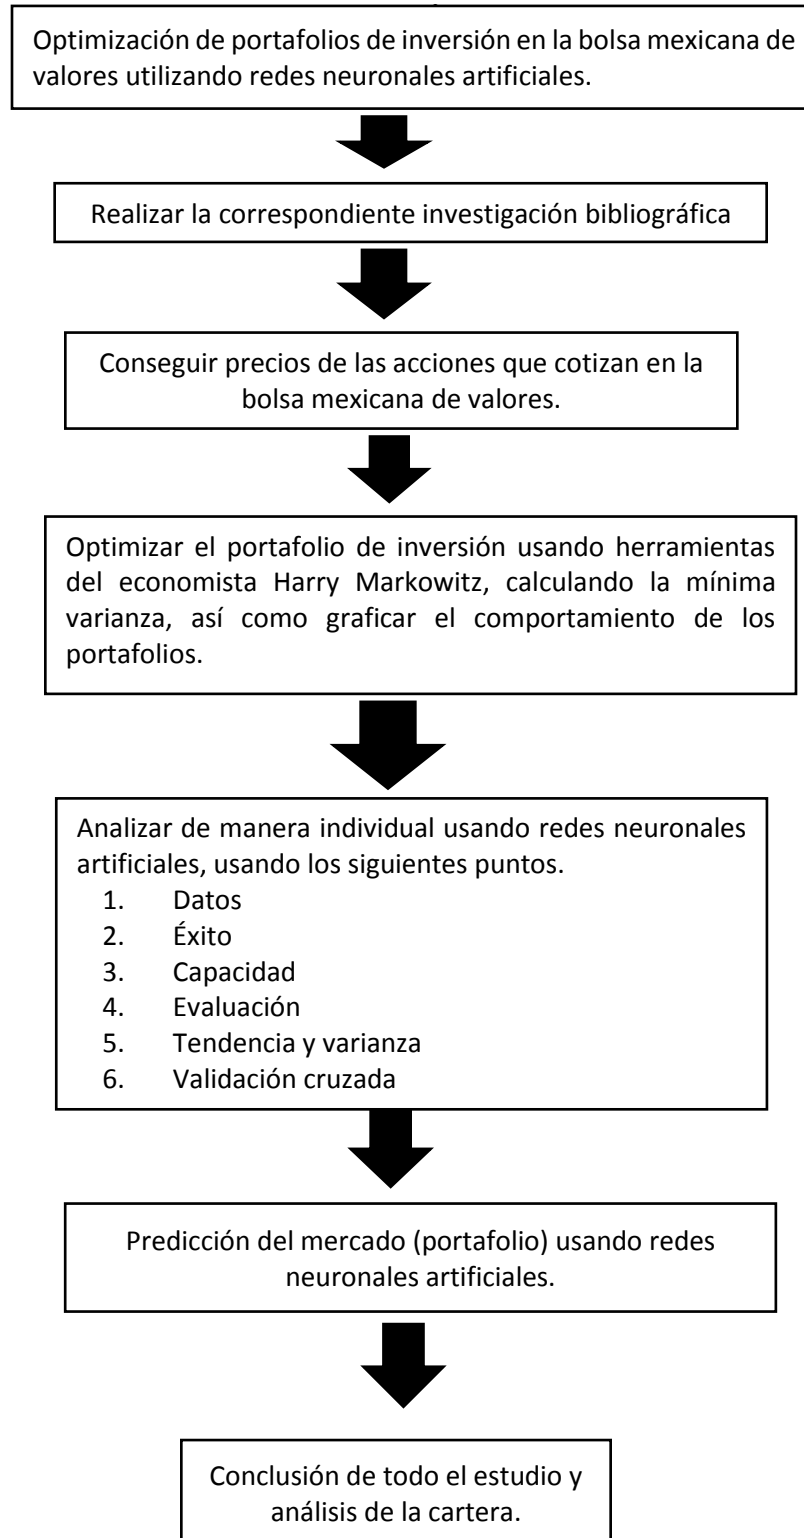 Optimización de portafolios de inversión en la bolsa mexicana de
valores utilizando redes neuronales artificiales.
Realizar la correspondiente investigación bibliográfica
Conseguir precios de las acciones que cotizan en la
bolsa mexicana de valores.
Optimizar el portafolio de inversión usando herramientas
del economista Harry Markowitz, calculando la mínima
varianza, así como graficar el comportamiento de los
portafolios.
Analizar de manera individual usando redes neuronales
artificiales, usando los siguientes puntos.
1. Datos
2. Éxito
3. Capacidad
4. Evaluación
5. Tendencia y varianza
6. Validación cruzada
Predicción del mercado (portafolio) usando redes
neuronales artificiales.
Conclusión de todo el estudio y
análisis de la cartera.